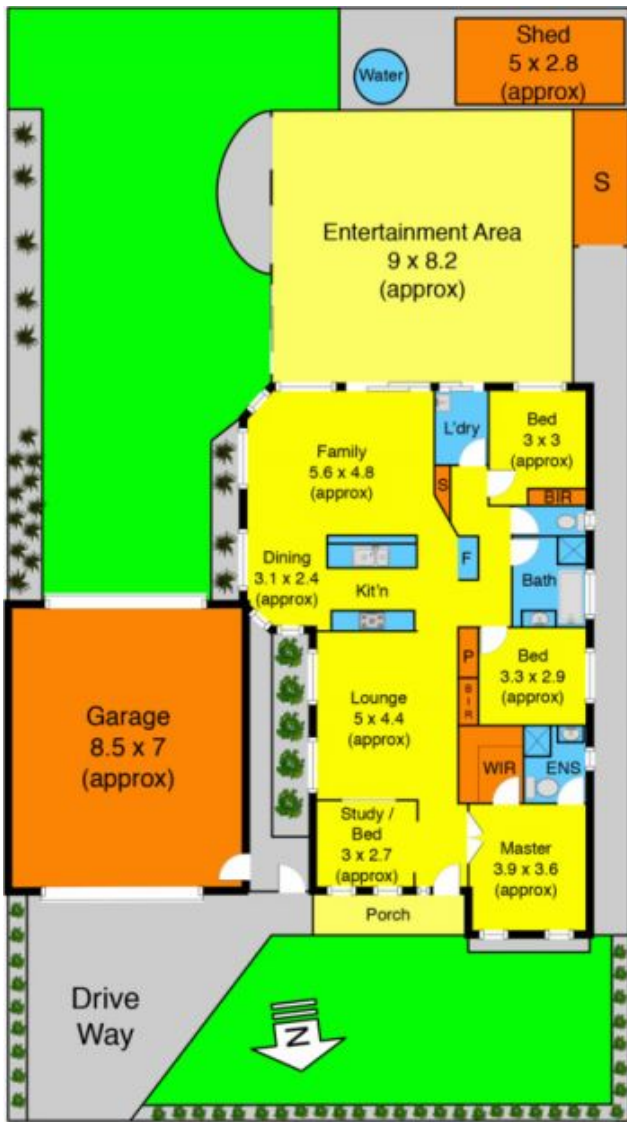 Shed
5 x 2.8
(approx)
Water
S
Entertainment Area
9 x 8.2
(approx)
L'dry
Bed
3 x 3
(approx)
BIR
Family
5.6 x 4.8
(approx)
S
Dining
3.1 x 2.4
(approx)
Kit'n
F
Bath
Garage
8.5 x 7
(approx)
Lounge
5 x 4.4
(approx)
P
BIR
Bed
3.3 x 2.9
(approx)
WIR
ENS
Study /
Bed
3 x 2.7
(approx)
Master
3.9 x 3.6
(approx)
Porch
Drive
Way
N